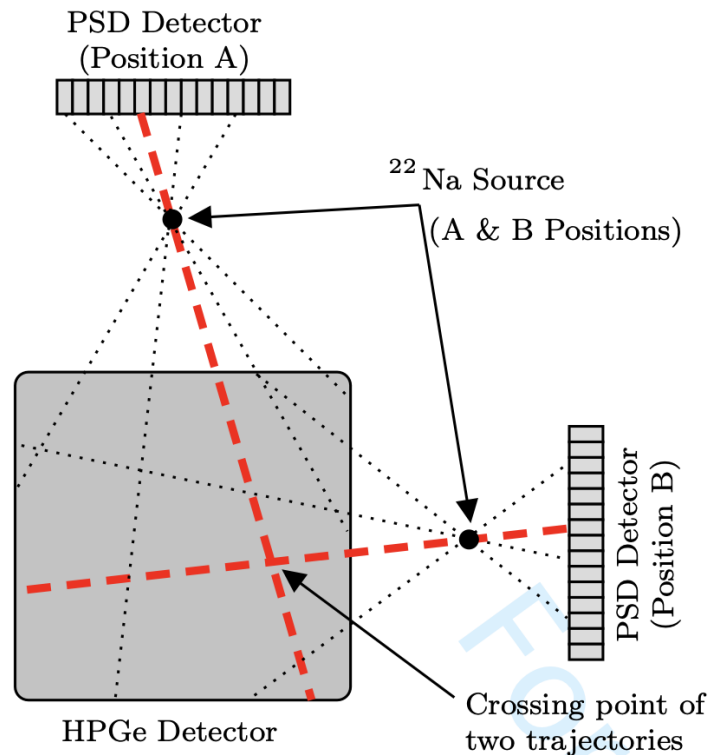 PSD Detector
(Position A)
²²Na Source
(A & B Positions)
PSD Detector
(Position B)
Crossing point of
two trajectories
HPGe Detector